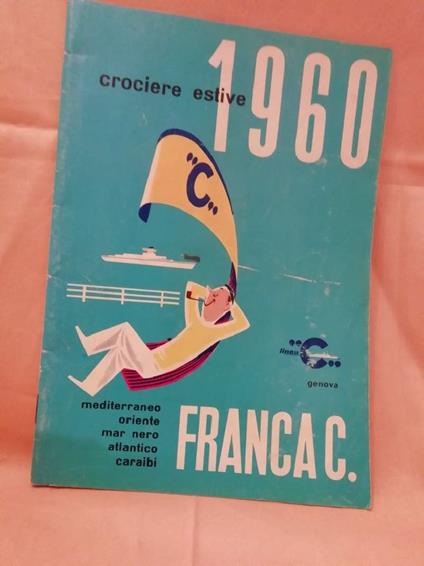 1960
crociere estive
"C"
linea "C"
genova
mediterraneo
oriente
mar nero
atlantico
caraibi
FRANCA C.